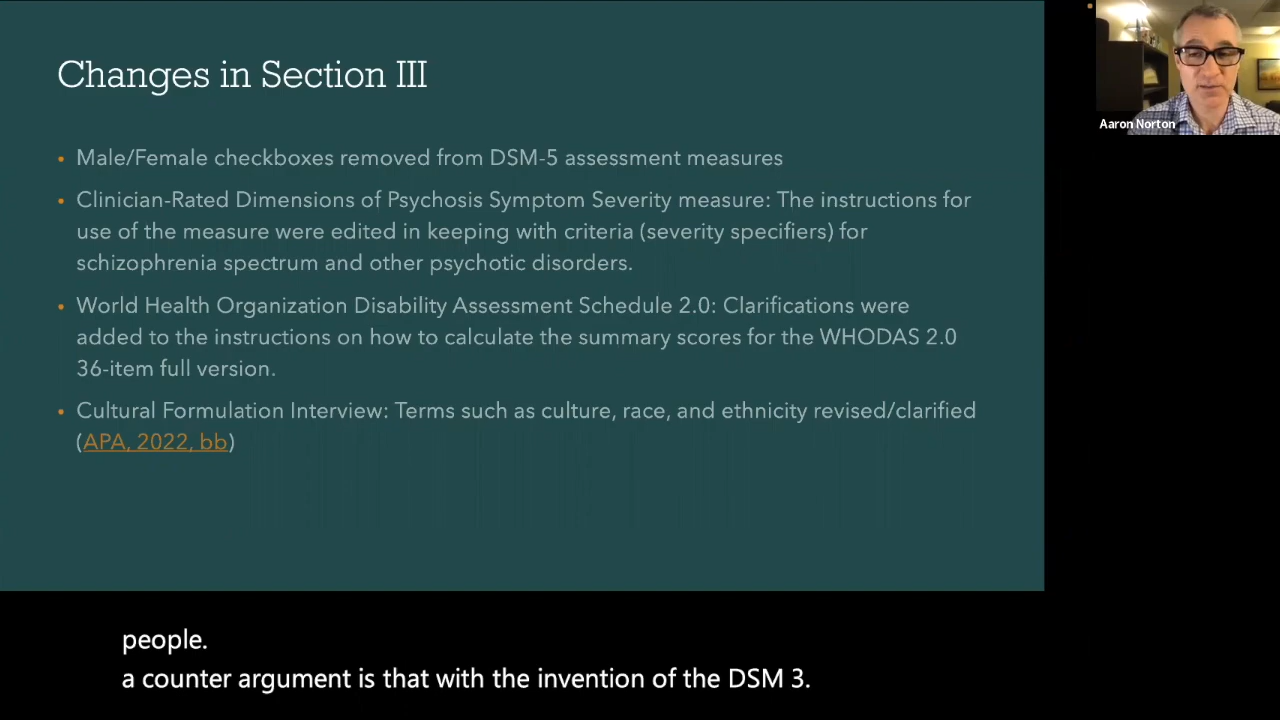 Changes in Section III
• Male/Female checkboxes removed from DSM-5 assessment measures
• Clinician-Rated Dimensions of Psychosis Symptom Severity measure: The instructions for
use of the measure were edited in keeping with criteria (severity specifiers) for
schizophrenia spectrum and other psychotic disorders.
• World Health Organization Disability Assessment Schedule 2.0: Clarifications were
added to the instructions on how to calculate the summary scores for the WHODAS 2.0
36-item full version.
• Cultural Formulation Interview: Terms such as culture, race, and ethnicity revised/clarified
(APA, 2022, bb)
Aaron Norton
people.
a counter argument is that with the invention of the DSM 3.